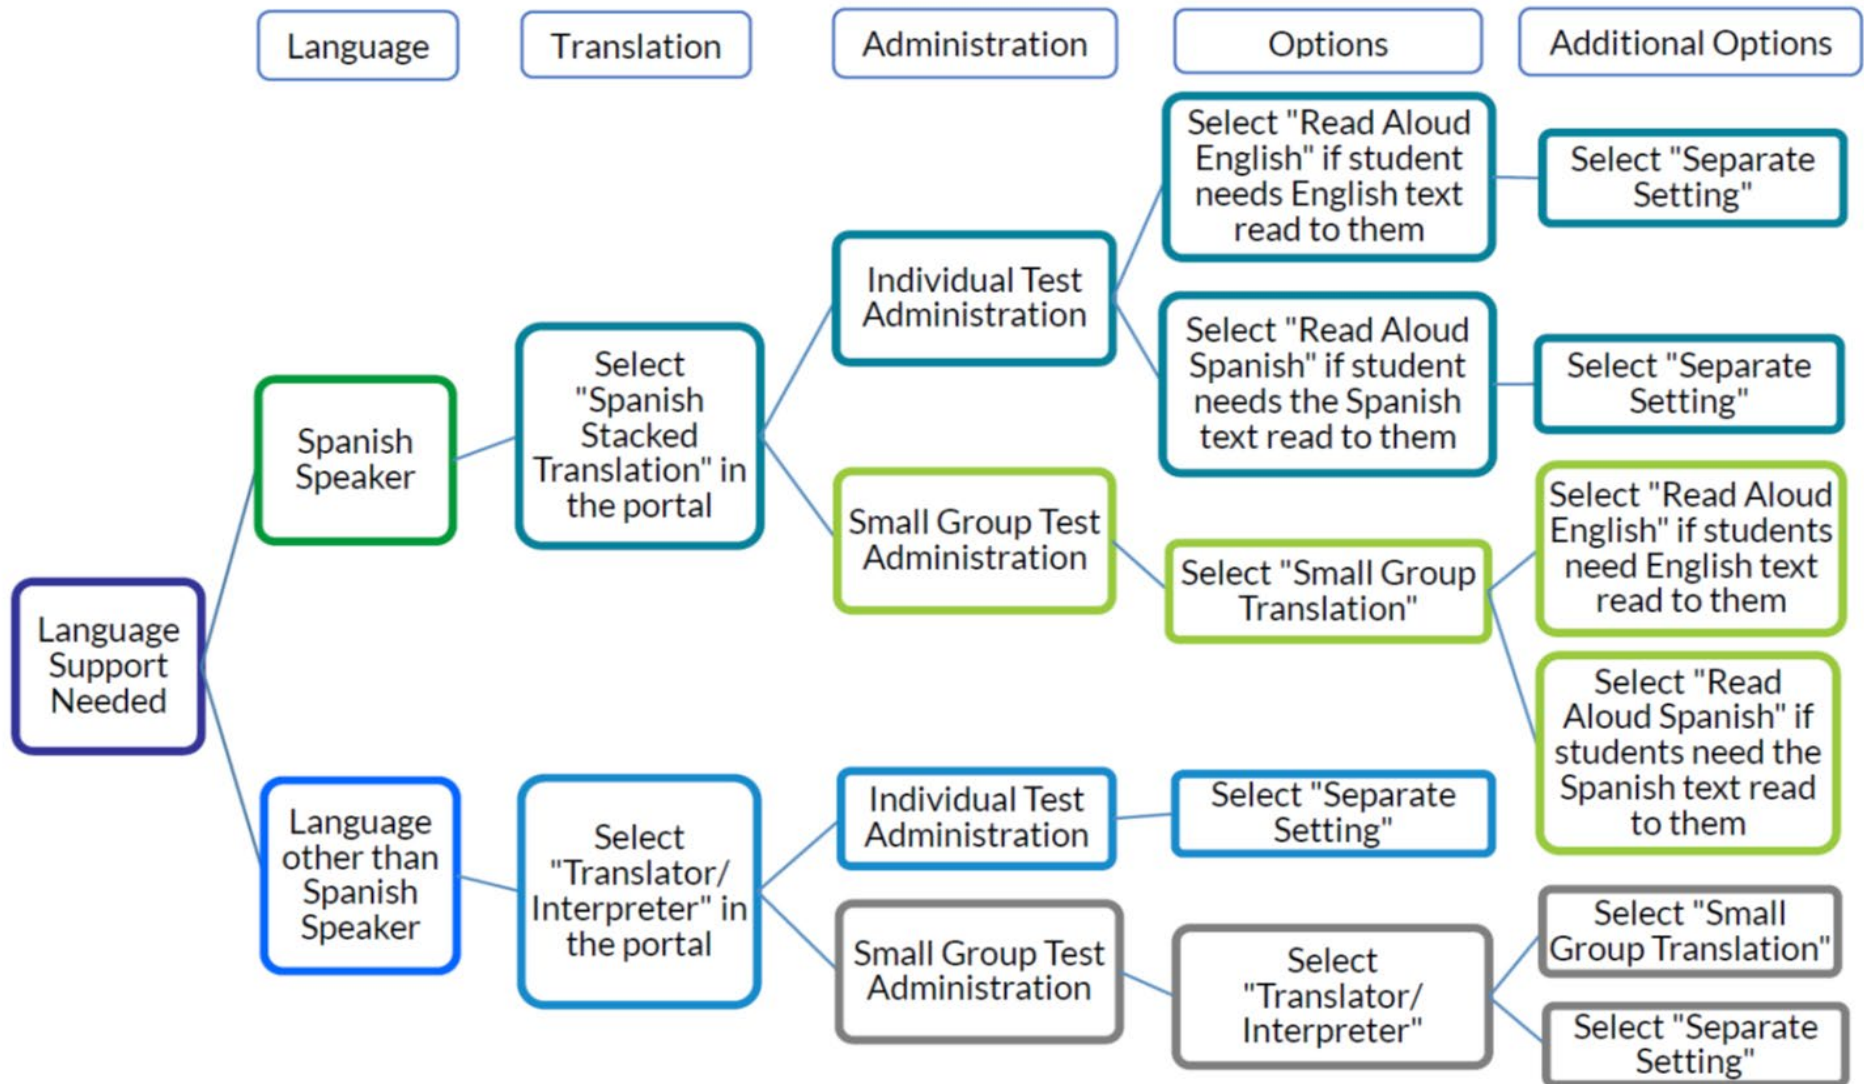 Language
Translation
Administration
Options
Additional Options
Language
Support
Needed
Spanish
Speaker
Select
"Spanish
Stacked
Translation" in
the portal
Individual Test
Administration
Select "Read Aloud
English" if student
needs English text
read to them
Select "Separate
Setting"
Select "Read Aloud
Spanish" if student
needs the Spanish
text read to them
Select "Separate
Setting"
Small Group Test
Administration
Select "Small Group
Translation"
Select "Read Aloud
English" if students
need English text
read to them
Select "Read
Aloud Spanish" if
students need the
Spanish text read
to them
Language
other than
Spanish
Speaker
Select
"Translator/
Interpreter" in
the portal
Individual Test
Administration
Select "Separate
Setting"
Small Group Test
Administration
Select
"Translator/
Interpreter"
Select "Small
Group Translation"
Select "Separate
Setting"